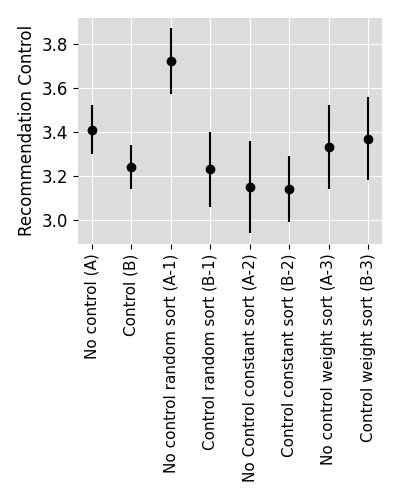 Recommendation Control
3.8
3.6
3.4
3.2
3.0
No control (A)
Control (B)
No control random sort (A-1)
Control random sort (B-1)
No Control constant sort (A-2)
Control constant sort (B-2)
No control weight sort (A-3)
Control weight sort (B-3)